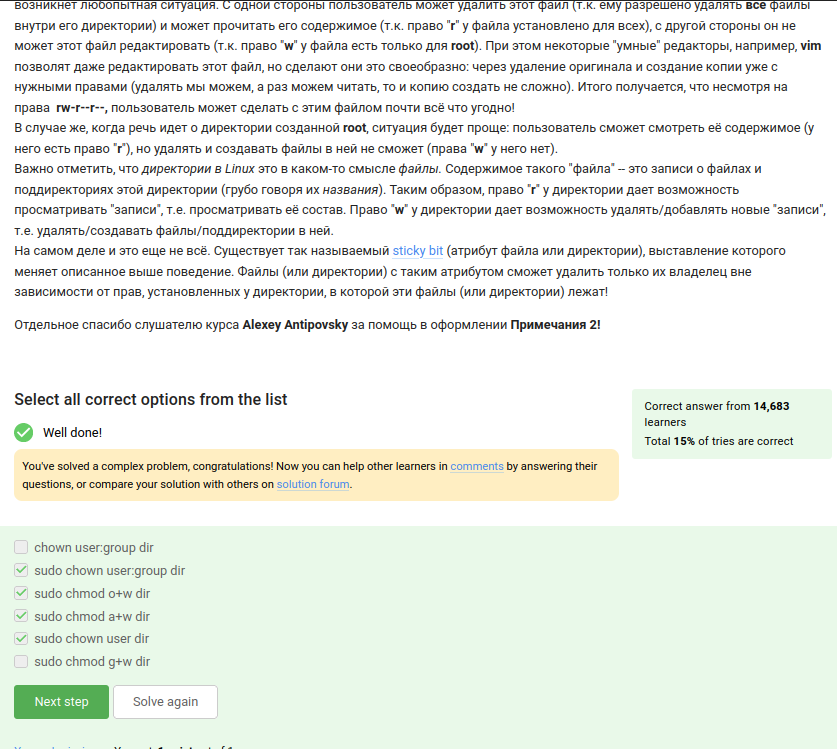 возникнет любопытная ситуация. С одной стороны пользователь может удалить этот файл (т.к. ему разрешено удалять все файлы
внутри его директории) и может прочитать его содержимое (т.к. право "r" у файла установлено для всех), с другой стороны он не
может этот файл редактировать (т.к. право "w" у файла есть только для root). При этом некоторые "умные" редакторы, например, vim
позволят даже редактировать этот файл, но сделают они это своеобразно: через удаление оригинала и создание копии уже с
нужными правами (удалять мы можем, а раз можем читать, то и копию создать не сложно). Итого получается, что несмотря на
права rw-r--r--, пользователь может сделать с этим файлом почти всё что угодно!
В случае же, когда речь идет о директории созданной root, ситуация будет проще: пользователь сможет смотреть её содержимое (у
него есть право "r"), но удалять и создавать файлы в ней не сможет (права "w" у него нет).
Важно отметить, что директории в Linux это в каком-то смысле файлы. Содержимое такого "файла" -- это записи о файлах и
поддиректориях этой директории (грубо говоря их названия). Таким образом, право "r" у директории дает возможность
просматривать "записи", т.е. просматривать её состав. Право "w" у директории дает возможность удалять/добавлять новые "записи",
т.е. удалять/создавать файлы/поддиректории в ней.
На самом деле и это еще не всё. Существует так называемый sticky bit (атрибут файла или директории), выставление которого
меняет описанное выше поведение. Файлы (или директории) с таким атрибутом сможет удалить только их владелец вне
зависимости от прав, установленных у директории, в которой эти файлы (или директории) лежат!
Отдельное спасибо слушателю курса Alexey Antipovsky за помощь в оформлении Примечания 2!
Select all correct options from the list
Correct answer from 14,683
learners
Total 15% of tries are correct
Well done!
You've solved a complex problem, congratulations! Now you can help other learners in comments by answering their
questions, or compare your solution with others on solution forum.
chown user:group dir
sudo chown user:group dir
sudo chmod o+w dir
sudo chmod a+w dir
sudo chown user dir
sudo chmod g+w dir
Next step
Solve again